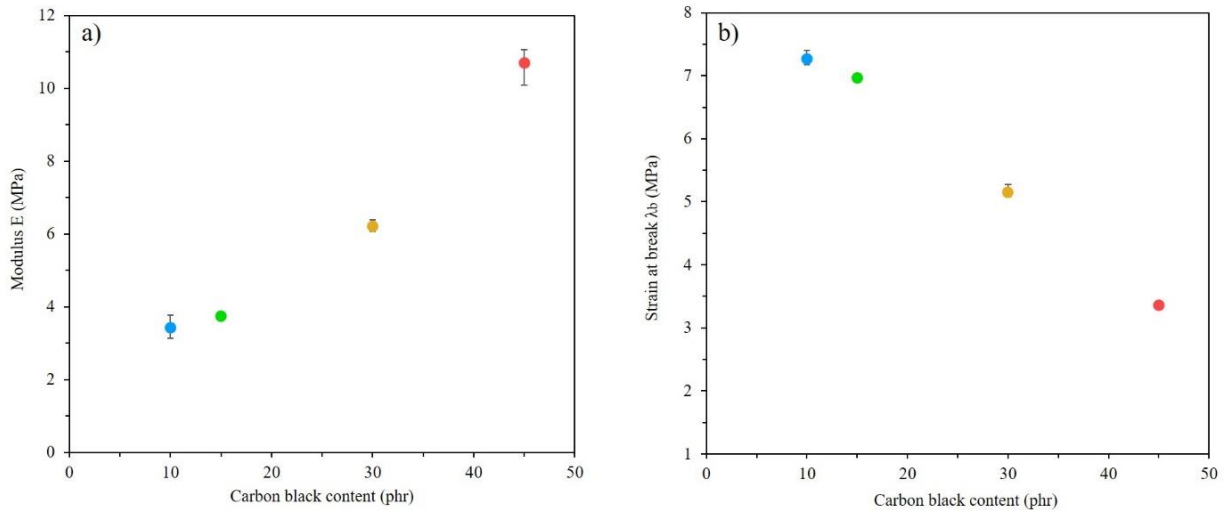 a)
Modulus E (MPa)
12
10
8
6
4
2
0
0 10 20 30 40 50
Carbon black content (phr)
b)
Strain at break λb (MPa)
8
7
6
5
4
3
2
1
0 10 20 30 40 50
Carbon black content (phr)